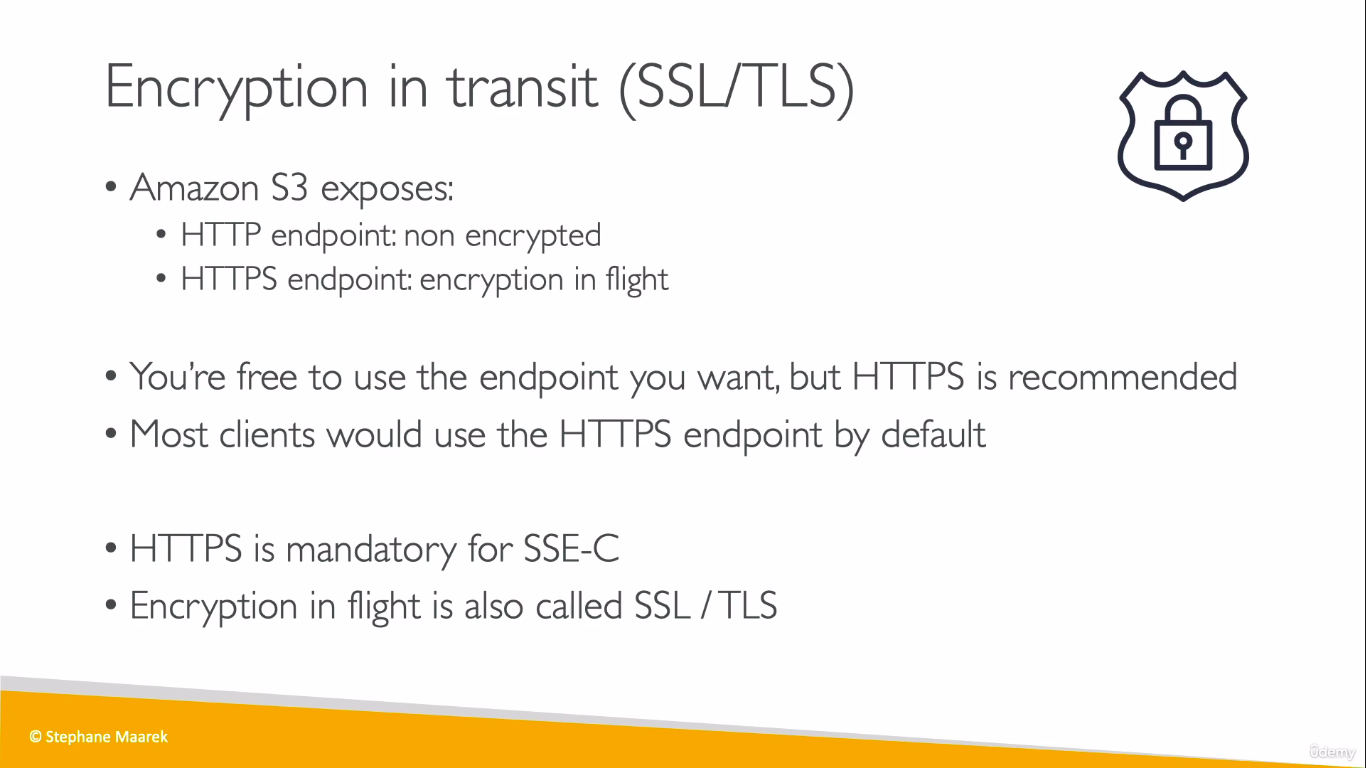 Encryption in transit (SSL/TLS)
• Amazon S3 exposes:
• HTTP endpoint: non encrypted
• HTTPS endpoint: encryption in flight
• You're free to use the endpoint you want, but HTTPS is recommended
• Most clients would use the HTTPS endpoint by default
• HTTPS is mandatory for SSE-C
• Encryption in flight is also called SSL / TLS
© Stephane Maarek
ûdemy